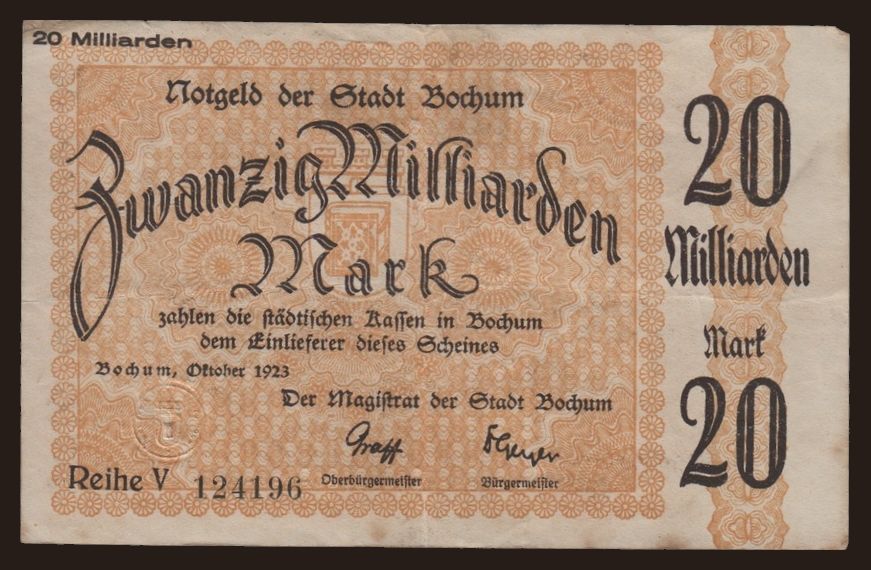 20 Milliarden
Notgeld der Stadt Bochum
Zwanzig Milliarden
Mark
zahlen die städtischen Kassen in Bochum
dem Einlieferer dieses Scheines
Bochum, Oktober 1923
Der Magistrat der Stadt Bochum
Graff
Oberbürgermeister
Bürgermeister
Reihe V 124196
20
Milliarden
Mark
20